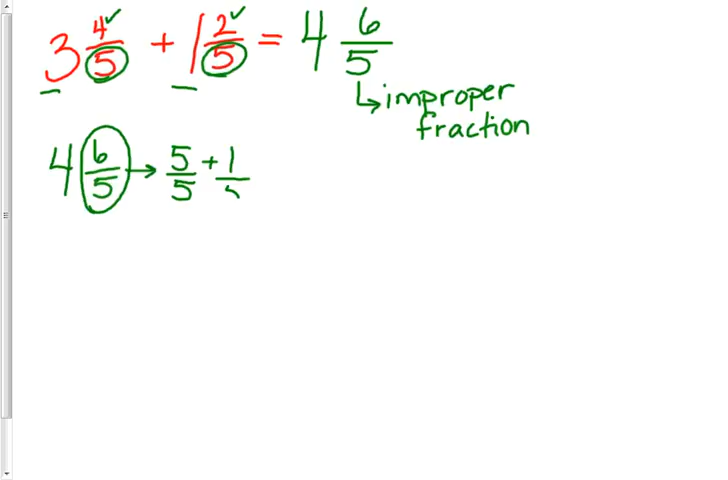 3 4/5 + 1 2/5 = 4 6/5
↳ improper
fraction
4 6/5 → 5/5 + 1/